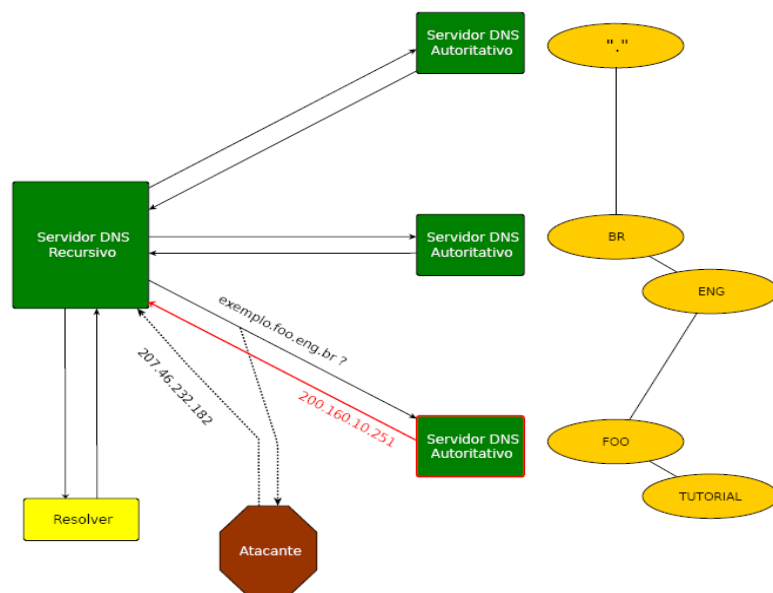 Servidor DNS
Autoritativo
"."
Servidor DNS
Recursivo
Servidor DNS
Autoritativo
BR
ENG
exemplo.foo.eng.br ?
207.46.232.182
200.160.10.251
Servidor DNS
Autoritativo
FOO
TUTORIAL
Resolver
Atacante